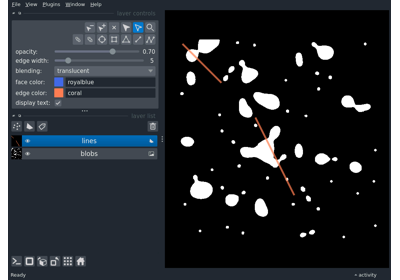 File View Plugins Window Help
layer controls
opacity: 0.70
edge width: 5
blending: translucent
face color: royalblue
edge color: coral
display text:
layer list
lines
blobs
Ready
activity